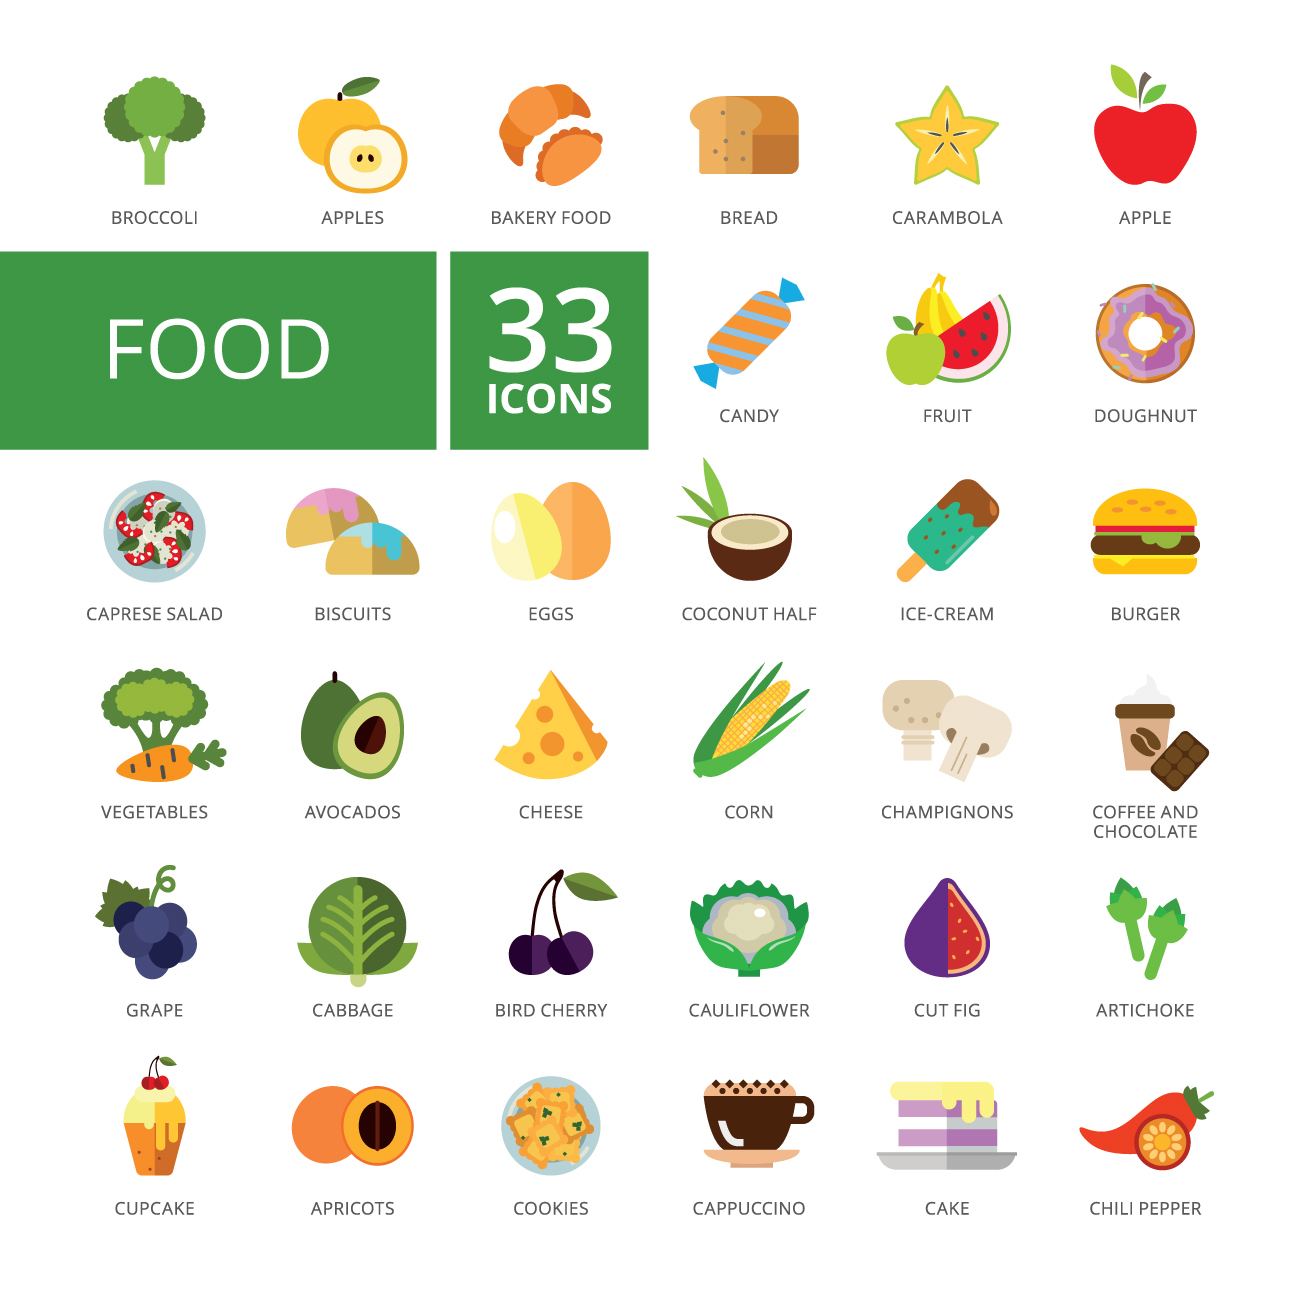 BROCCOLI
APPLES
BAKERY FOOD
BREAD
CARAMBOLA
APPLE
FOOD
33
ICONS
CANDY
FRUIT
DOUGHNUT
CAPRESE SALAD
BISCUITS
EGGS
COCONUT HALF
ICE-CREAM
BURGER
VEGETABLES
AVOCADOS
CHEESE
CORN
CHAMPIGNONS
COFFEE AND
CHOCOLATE
GRAPE
CABBAGE
BIRD CHERRY
CAULIFLOWER
CUT FIG
ARTICHOKE
CUPCAKE
APRICOTS
COOKIES
CAPPUCCINO
CAKE
CHILI PEPPER